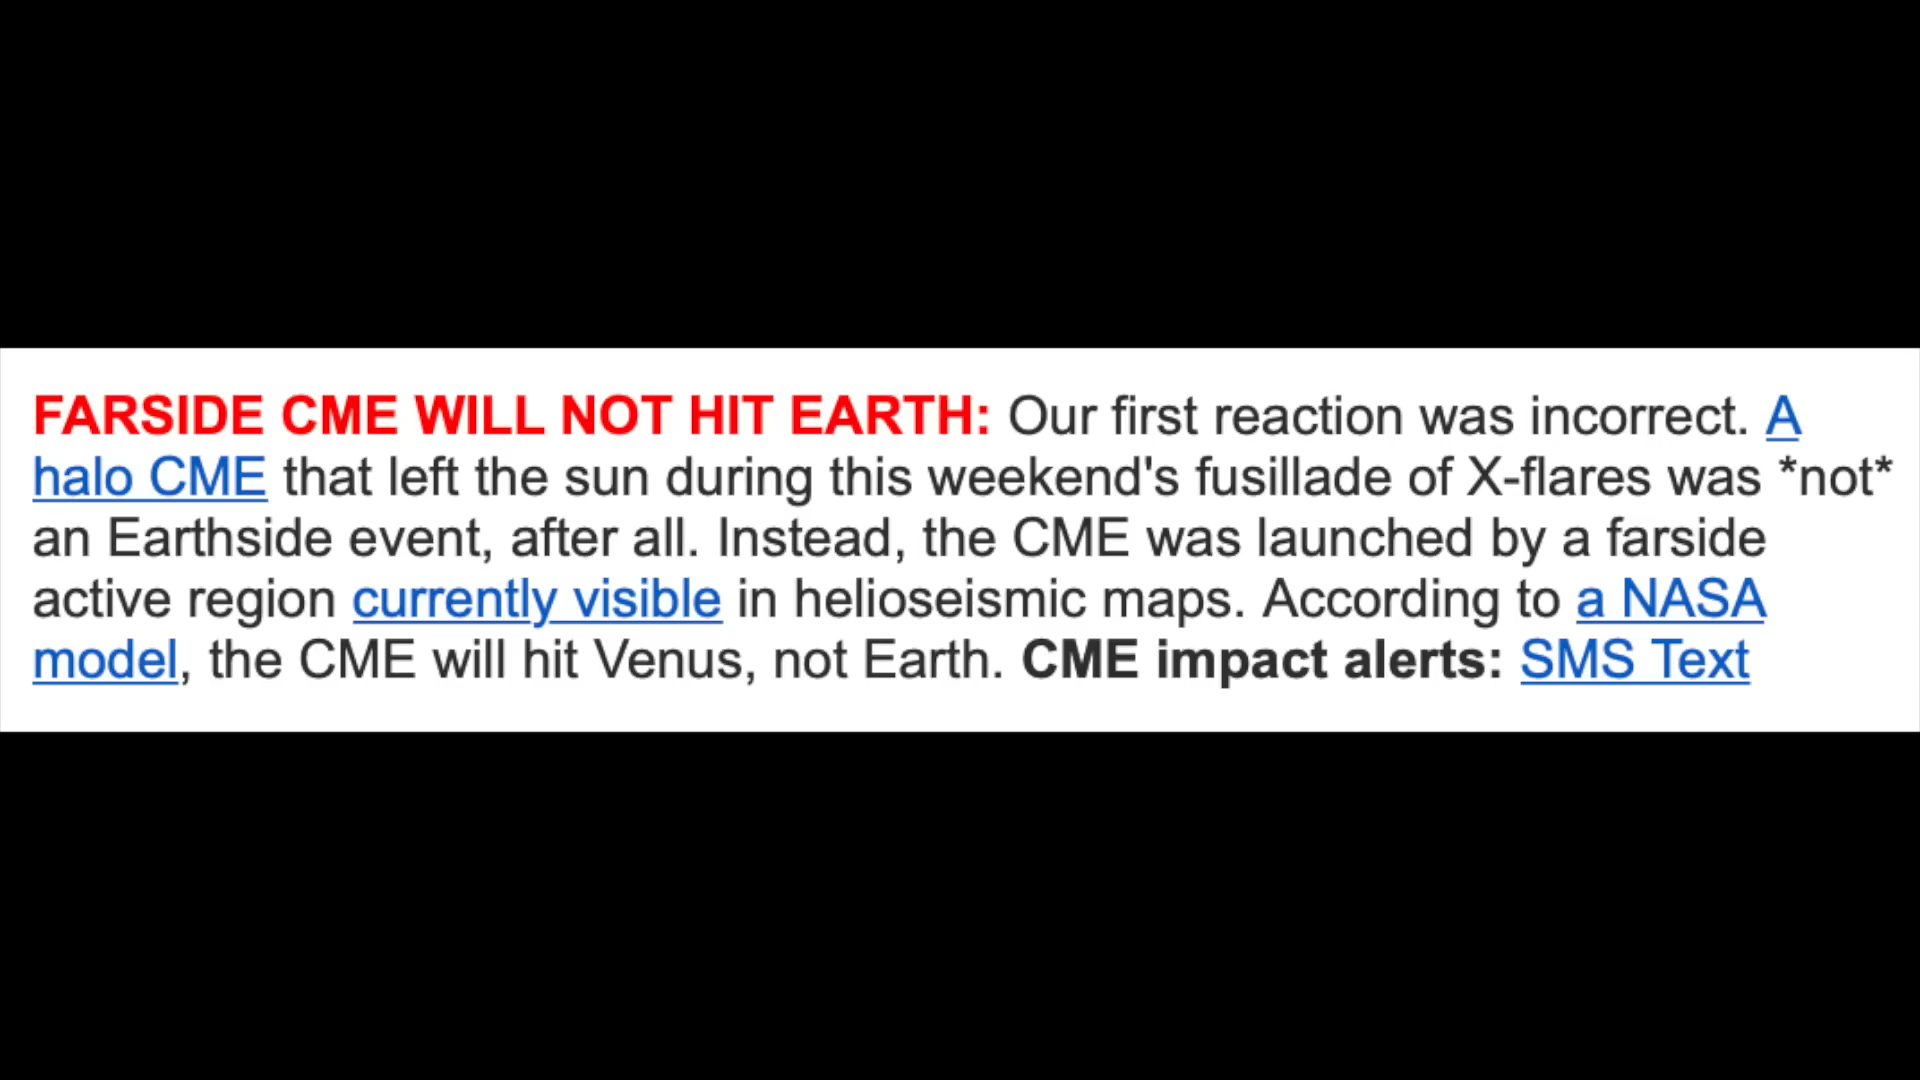 FARSIDE CME WILL NOT HIT EARTH: Our first reaction was incorrect. A
halo CME that left the sun during this weekend's fusillade of X-flares was *not*
an Earthside event, after all. Instead, the CME was launched by a farside
active region currently visible in helioseismic maps. According to a NASA
model, the CME will hit Venus, not Earth. CME impact alerts: SMS Text